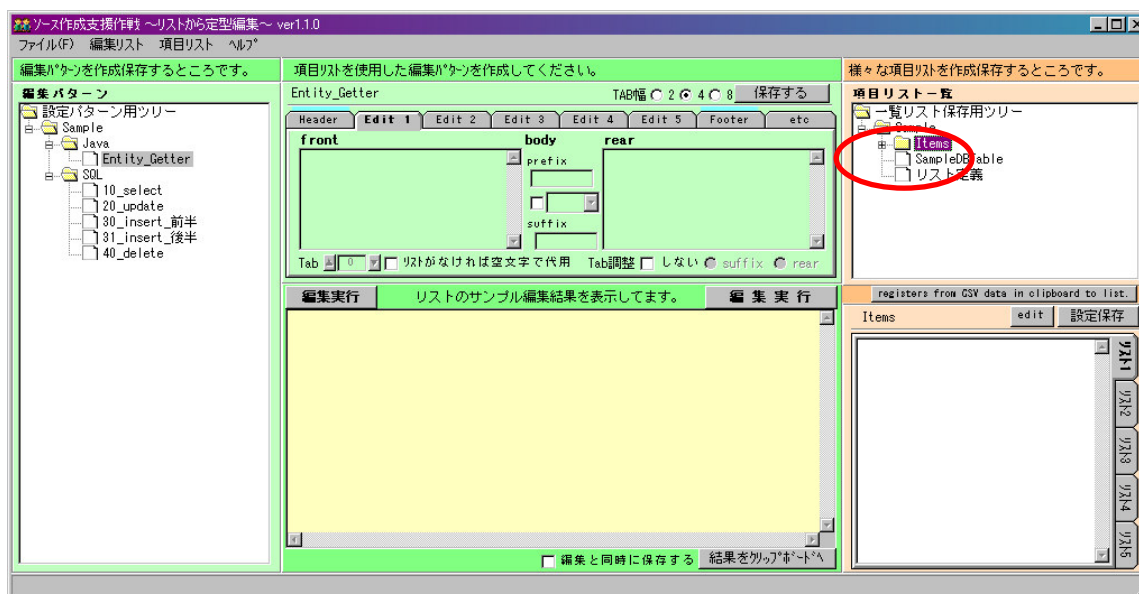 ソース作成支援作戦 ～リストから定型編集～ ver1.1.0
ファイル(F) 編集リスト 項目リスト ヘルプ
編集パターンを作成保存するところです。
編集パターン
設定パターン用ツリー
Sample
Java
Entity_Getter
SQL
10_select
20_update
30_insert_前半
31_insert_後半
40_delete
項目リストを使用した編集パターンを作成してください。
Entity_Getter TAB幅 2 4 8 保存する
Header Edit 1 Edit 2 Edit 3 Edit 4 Edit 5 Footer etc
front body rear
prefix
suffix
Tab 0 リストがなければ空文字で代用 Tab調整 しない suffix rear
編集実行 リストのサンプル編集結果を表示してます。 編 集 実 行
編集と同時に保存する 結果をクリップボードへ
様々な項目リストを作成保存するところです。
項目リスト一覧
一覧リスト保存用ツリー
Sample
Items
SampleDBTable
リスト定義
registers from CSV data in clipboard to list.
Items edit 設定保存
リスト1
リスト2
リスト3
リスト4
リスト5